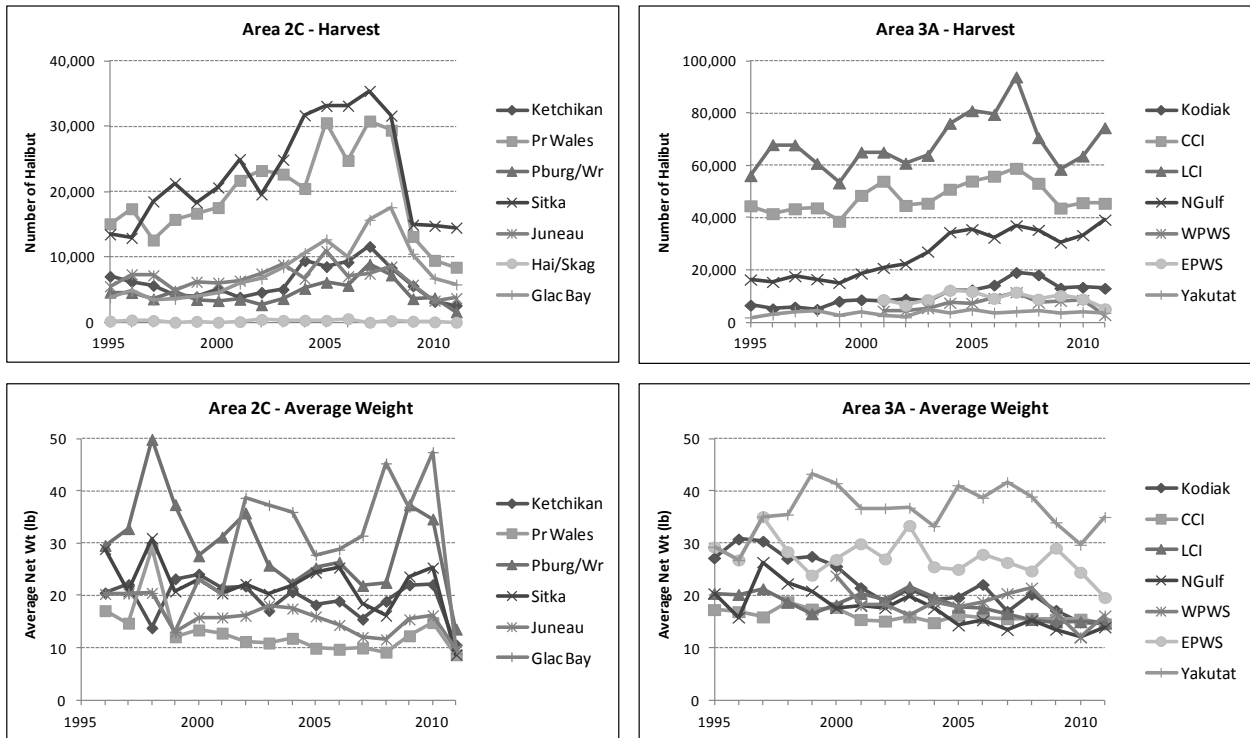 Area 2C - Harvest
Number of Halibut
40,000
30,000
20,000
10,000
0
1995
2000
2005
2010
Ketchikan
Pr Wales
Pburg/Wr
Sitka
Juneau
Hai/Skag
Glac Bay
Area 3A - Harvest
Number of Halibut
100,000
80,000
60,000
40,000
20,000
0
1995
2000
2005
2010
Kodiak
CCI
LCI
NGulf
WPWS
EPWS
Yakutat
Area 2C - Average Weight
Average Net Wt (lb)
50
40
30
20
10
0
1995
2000
2005
2010
Ketchikan
Pr Wales
Pburg/Wr
Sitka
Juneau
Glac Bay
Area 3A - Average Weight
Average Net Wt (lb)
50
40
30
20
10
0
1995
2000
2005
2010
Kodiak
CCI
LCI
NGulf
WPWS
EPWS
Yakutat